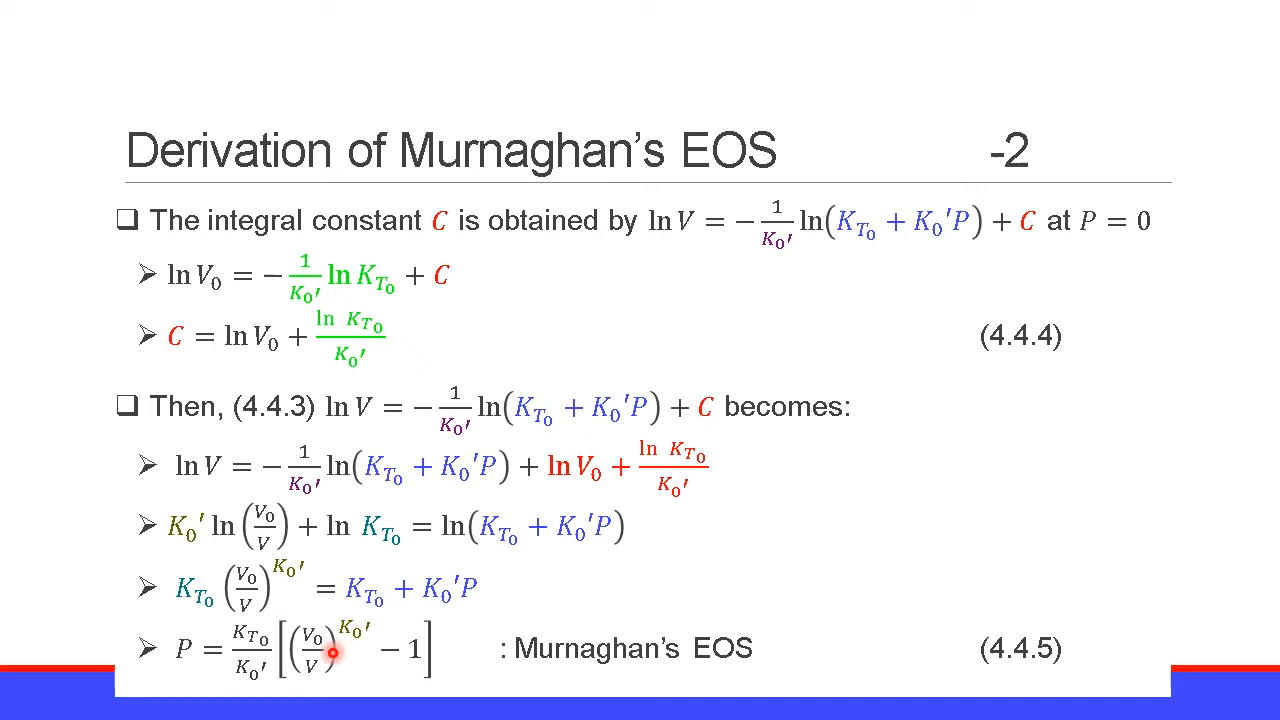 Derivation of Murnaghan's EOS -2
❑ The integral constant C is obtained by ln V = − 1/K₀′ ln(K_T₀ + K₀′P) + C at P = 0
➢ ln V₀ = − 1/K₀′ ln K_T₀ + C
➢ C = ln V₀ + ln K_T₀/K₀′ (4.4.4)
❑ Then, (4.4.3) ln V = − 1/K₀′ ln(K_T₀ + K₀′P) + C becomes:
➢ ln V = − 1/K₀′ ln(K_T₀ + K₀′P) + ln V₀ + ln K_T₀/K₀′
➢ K₀′ ln(V₀/V) + ln K_T₀ = ln(K_T₀ + K₀′P)
➢ K_T₀ (V₀/V)^K₀′ = K_T₀ + K₀′P
➢ P = K_T₀/K₀′ [(V₀/V)^K₀′ − 1] : Murnaghan's EOS (4.4.5)